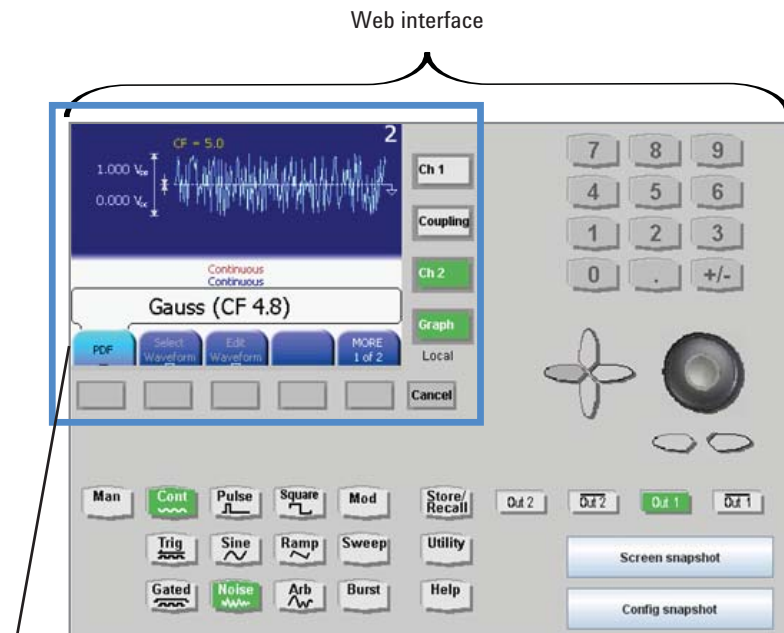 Web interface
2
CF = 5.0
1.000 V
0.000 V
Continuous
Continuous
Gauss (CF 4.8)
PDF
Select
Waveform
Edit
Waveform
MORE
1 of 2
Ch 1
Coupling
Ch 2
Graph
Local
Cancel
7 8 9
4 5 6
1 2 3
0 . +/-
Man
Cont
Pulse
Square
Mod
Store/
Recall
Out 2
Out 2
Out 1
Out 1
Trig
Sine
Ramp
Sweep
Utility
Screen snapshot
Gated
Noise
Arb
Burst
Help
Config snapshot